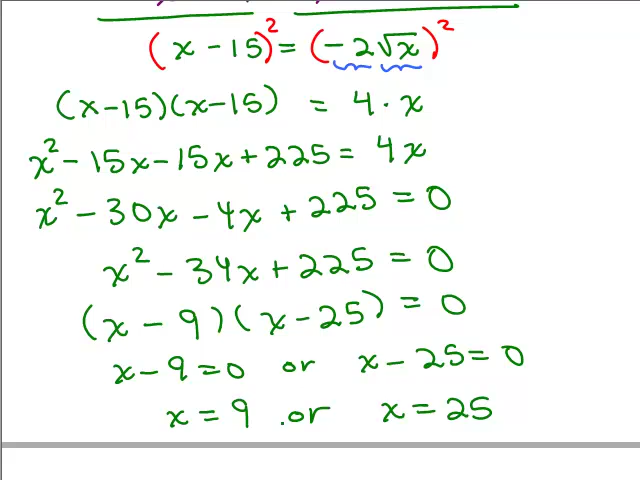 (x - 15)² = (-2√x)²
(x-15)(x-15) = 4 · x
x² - 15x - 15x + 225 = 4x
x² - 30x - 4x + 225 = 0
x² - 34x + 225 = 0
(x - 9)(x - 25) = 0
x - 9 = 0 or x - 25 = 0
x = 9 or x = 25